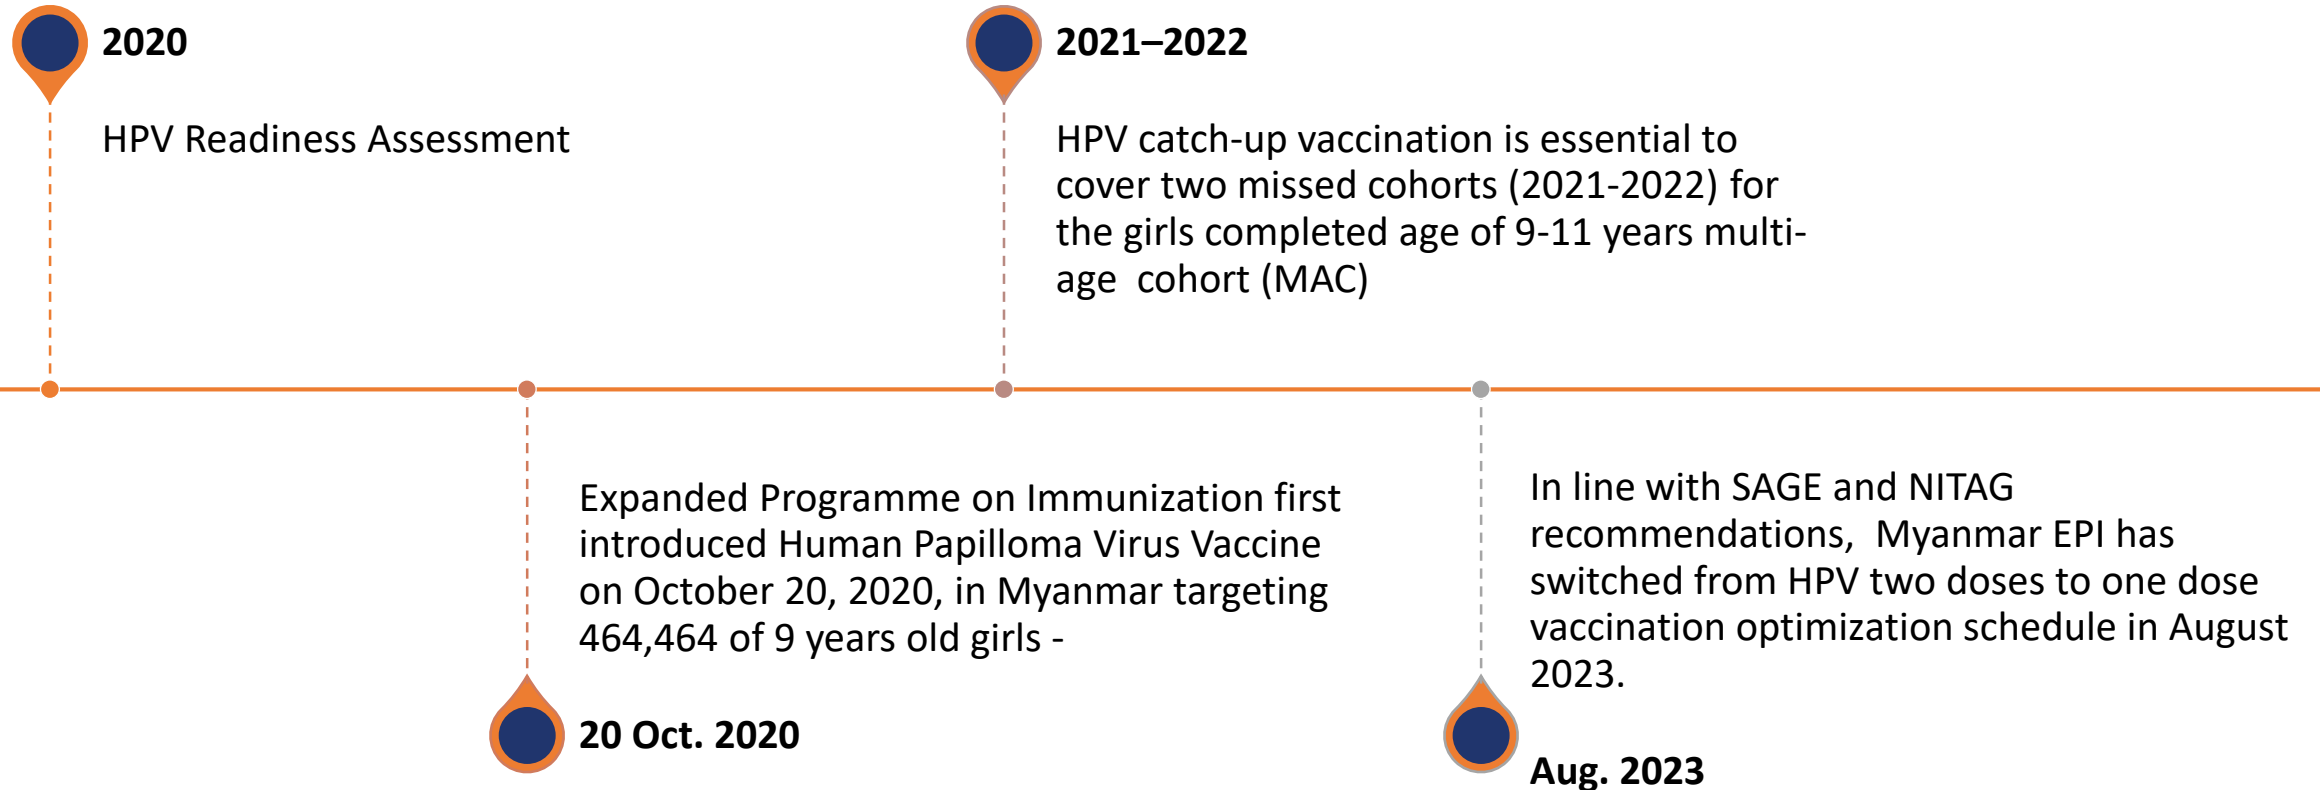 2020
HPV Readiness Assessment
Expanded Programme on Immunization first
introduced Human Papilloma Virus Vaccine
on October 20, 2020, in Myanmar targeting
464,464 of 9 years old girls -
20 Oct. 2020
2021–2022
HPV catch-up vaccination is essential to
cover two missed cohorts (2021-2022) for
the girls completed age of 9-11 years multi-
age  cohort (MAC)
In line with SAGE and NITAG
recommendations,  Myanmar EPI has
switched from HPV two doses to one dose
vaccination optimization schedule in August
2023.
Aug. 2023